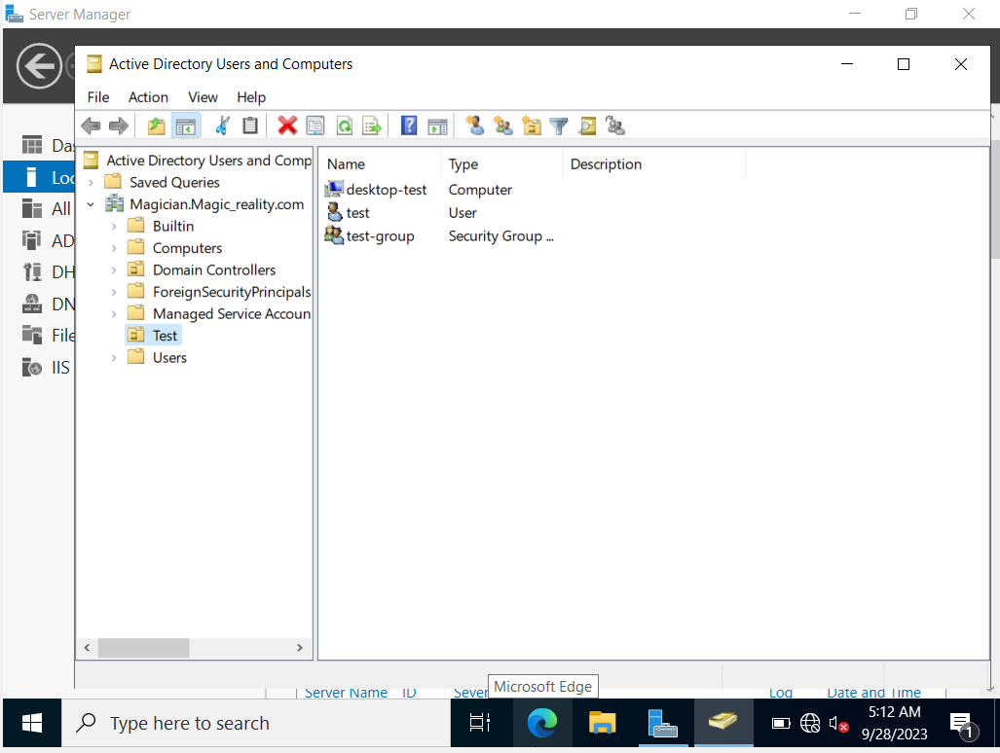 Server Manager
Active Directory Users and Computers
File Action View Help
Das
Loc
All
AD
DH
DN
File
IIS
Active Directory Users and Comp
Saved Queries
Magician.Magic_reality.com
Builtin
Computers
Domain Controllers
ForeignSecurityPrincipals
Managed Service Accoun
Test
Users
Name Type Description
desktop-test Computer
test User
test-group Security Group ...
Microsoft Edge
Server Name ID Sever Log Date and Time
Type here to search
5:12 AM
9/28/2023
1